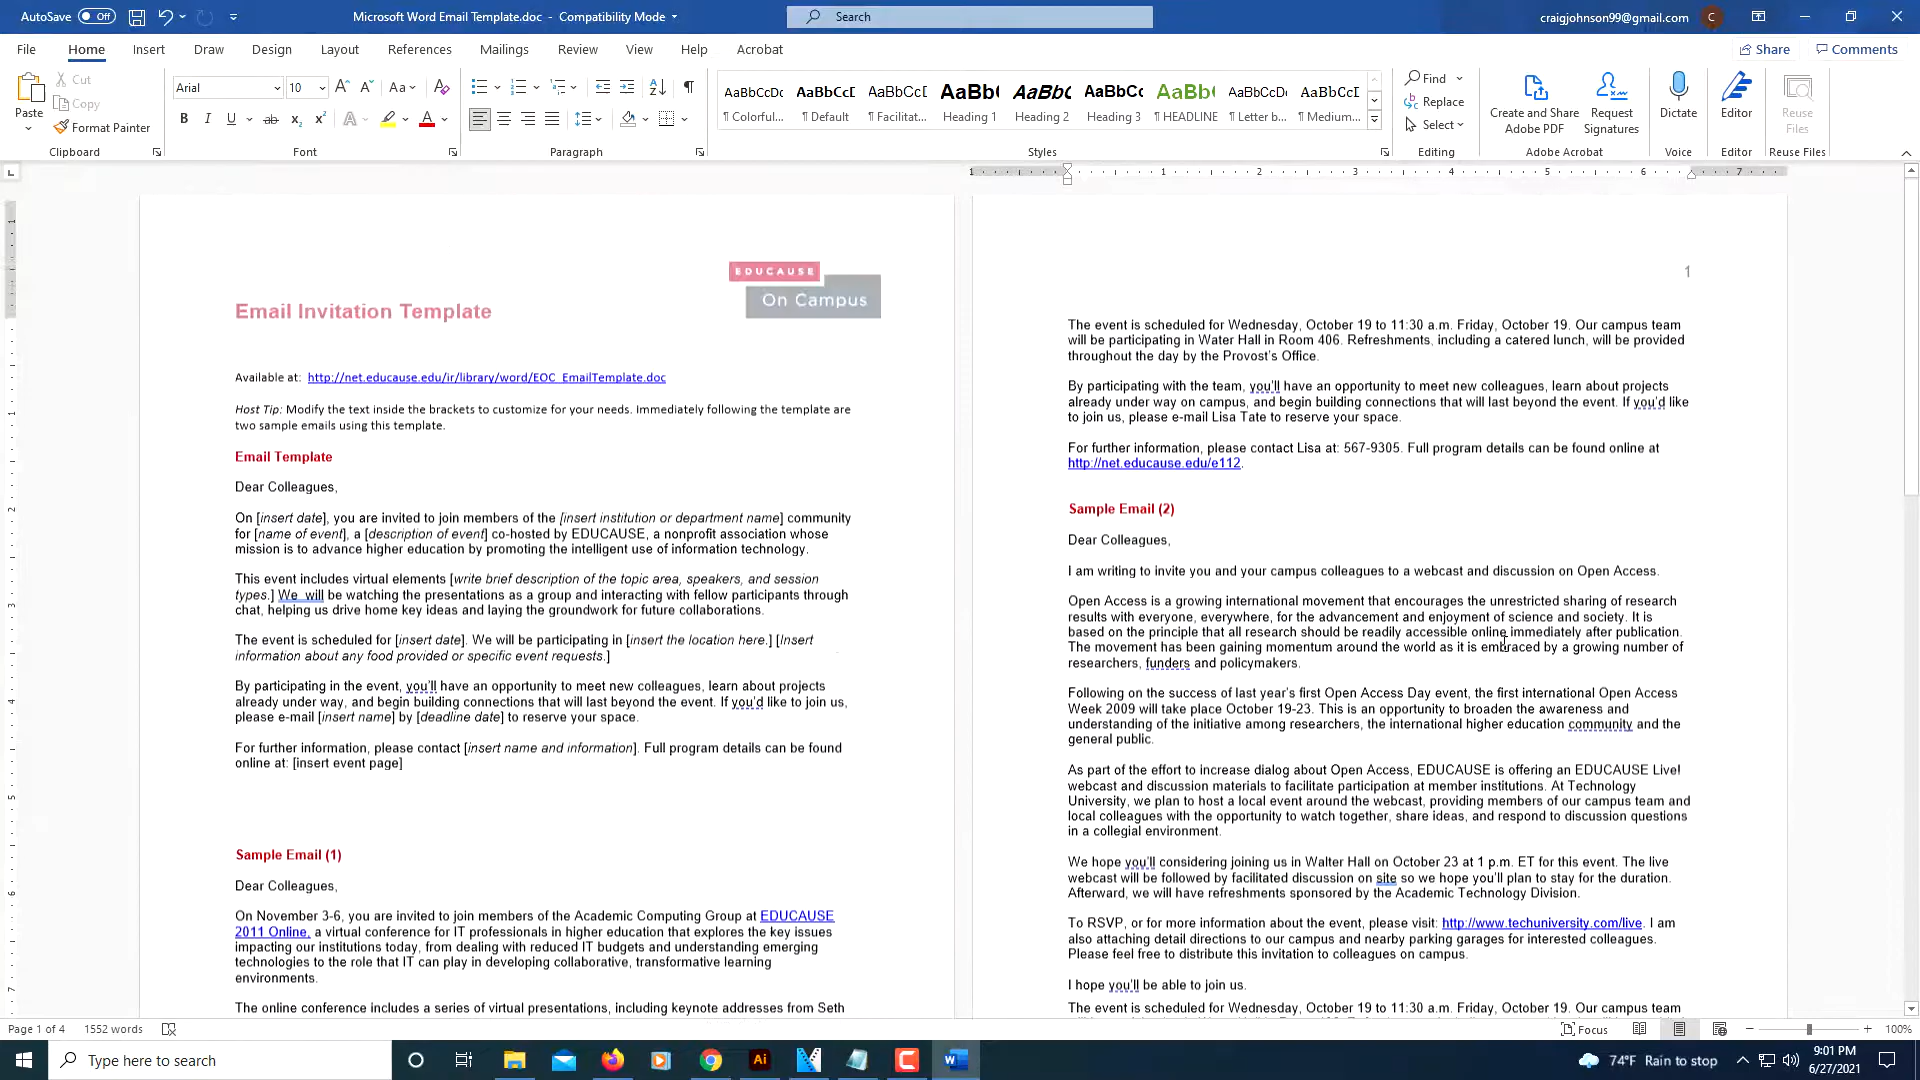 AutoSave Off Microsoft Word Email Template.doc - Compatibility Mode Search craigjohnson99@gmail.com C
File Home Insert Draw Design Layout References Mailings Review View Help Acrobat Share Comments
Paste Cut Copy Format Painter Clipboard
Arial 10 Font
Paragraph
AaBbCcDc AaBbCcD AaBbCcD AaBb( AaBbC AaBbCc AaBb( AaBbCcDc AaBbCcD
¶ Colorful... ¶ Default ¶ Facilitat... Heading 1 Heading 2 Heading 3 ¶ HEADLINE ¶ Letter b... ¶ Medium...
Styles
Find Replace Select Editing
Create and Share Adobe PDF Request Signatures Adobe Acrobat
Dictate Voice
Editor Editor
Reuse Files Reuse Files
EDUCAUSE
On Campus
Email Invitation Template
Available at: http://net.educause.edu/ir/library/word/EOC_EmailTemplate.doc
Host Tip: Modify the text inside the brackets to customize for your needs. Immediately following the template are
two sample emails using this template.
Email Template
Dear Colleagues,
On [insert date], you are invited to join members of the [insert institution or department name] community
for [name of event], a [description of event] co-hosted by EDUCAUSE, a nonprofit association whose
mission is to advance higher education by promoting the intelligent use of information technology.
This event includes virtual elements [write brief description of the topic area, speakers, and session
types.] We will be watching the presentations as a group and interacting with fellow participants through
chat, helping us drive home key ideas and laying the groundwork for future collaborations.
The event is scheduled for [insert date]. We will be participating in [insert the location here.] [Insert
information about any food provided or specific event requests.]
By participating in the event, you'll have an opportunity to meet new colleagues, learn about projects
already under way, and begin building connections that will last beyond the event. If you'd like to join us,
please e-mail [insert name] by [deadline date] to reserve your space.
For further information, please contact [insert name and information]. Full program details can be found
online at: [insert event page]
Sample Email (1)
Dear Colleagues,
On November 3-6, you are invited to join members of the Academic Computing Group at EDUCAUSE
2011 Online, a virtual conference for IT professionals in higher education that explores the key issues
impacting our institutions today, from dealing with reduced IT budgets and understanding emerging
technologies to the role that IT can play in developing collaborative, transformative learning
environments.
The online conference includes a series of virtual presentations, including keynote addresses from Seth
1
The event is scheduled for Wednesday, October 19 to 11:30 a.m. Friday, October 19. Our campus team
will be participating in Water Hall in Room 406. Refreshments, including a catered lunch, will be provided
throughout the day by the Provost's Office.
By participating with the team, you'll have an opportunity to meet new colleagues, learn about projects
already under way on campus, and begin building connections that will last beyond the event. If you'd like
to join us, please e-mail Lisa Tate to reserve your space.
For further information, please contact Lisa at: 567-9305. Full program details can be found online at
http://net.educause.edu/e112.
Sample Email (2)
Dear Colleagues,
I am writing to invite you and your campus colleagues to a webcast and discussion on Open Access.
Open Access is a growing international movement that encourages the unrestricted sharing of research
results with everyone, everywhere, for the advancement and enjoyment of science and society. It is
based on the principle that all research should be readily accessible online immediately after publication.
The movement has been gaining momentum around the world as it is embraced by a growing number of
researchers, funders and policymakers.
Following on the success of last year's first Open Access Day event, the first international Open Access
Week 2009 will take place October 19-23. This is an opportunity to broaden the awareness and
understanding of the initiative among researchers, the international higher education community and the
general public.
As part of the effort to increase dialog about Open Access, EDUCAUSE is offering an EDUCAUSE Live!
webcast and discussion materials to facilitate participation at member institutions. At Technology
University, we plan to host a local event around the webcast, providing members of our campus team and
local colleagues with the opportunity to watch together, share ideas, and respond to discussion questions
in a collegial environment.
We hope you'll considering joining us in Walter Hall on October 23 at 1 p.m. ET for this event. The live
webcast will be followed by facilitated discussion on site so we hope you'll plan to stay for the duration.
Afterward, we will have refreshments sponsored by the Academic Technology Division.
To RSVP, or for more information about the event, please visit: http://www.techuniversity.com/live. I am
also attaching detail directions to our campus and nearby parking garages for interested colleagues.
Please feel free to distribute this invitation to colleagues on campus.
I hope you'll be able to join us.
The event is scheduled for Wednesday, October 19 to 11:30 a.m. Friday, October 19. Our campus team
Page 1 of 4 1552 words Focus 100%
Type here to search 74°F Rain to stop 9:01 PM
6/27/2021